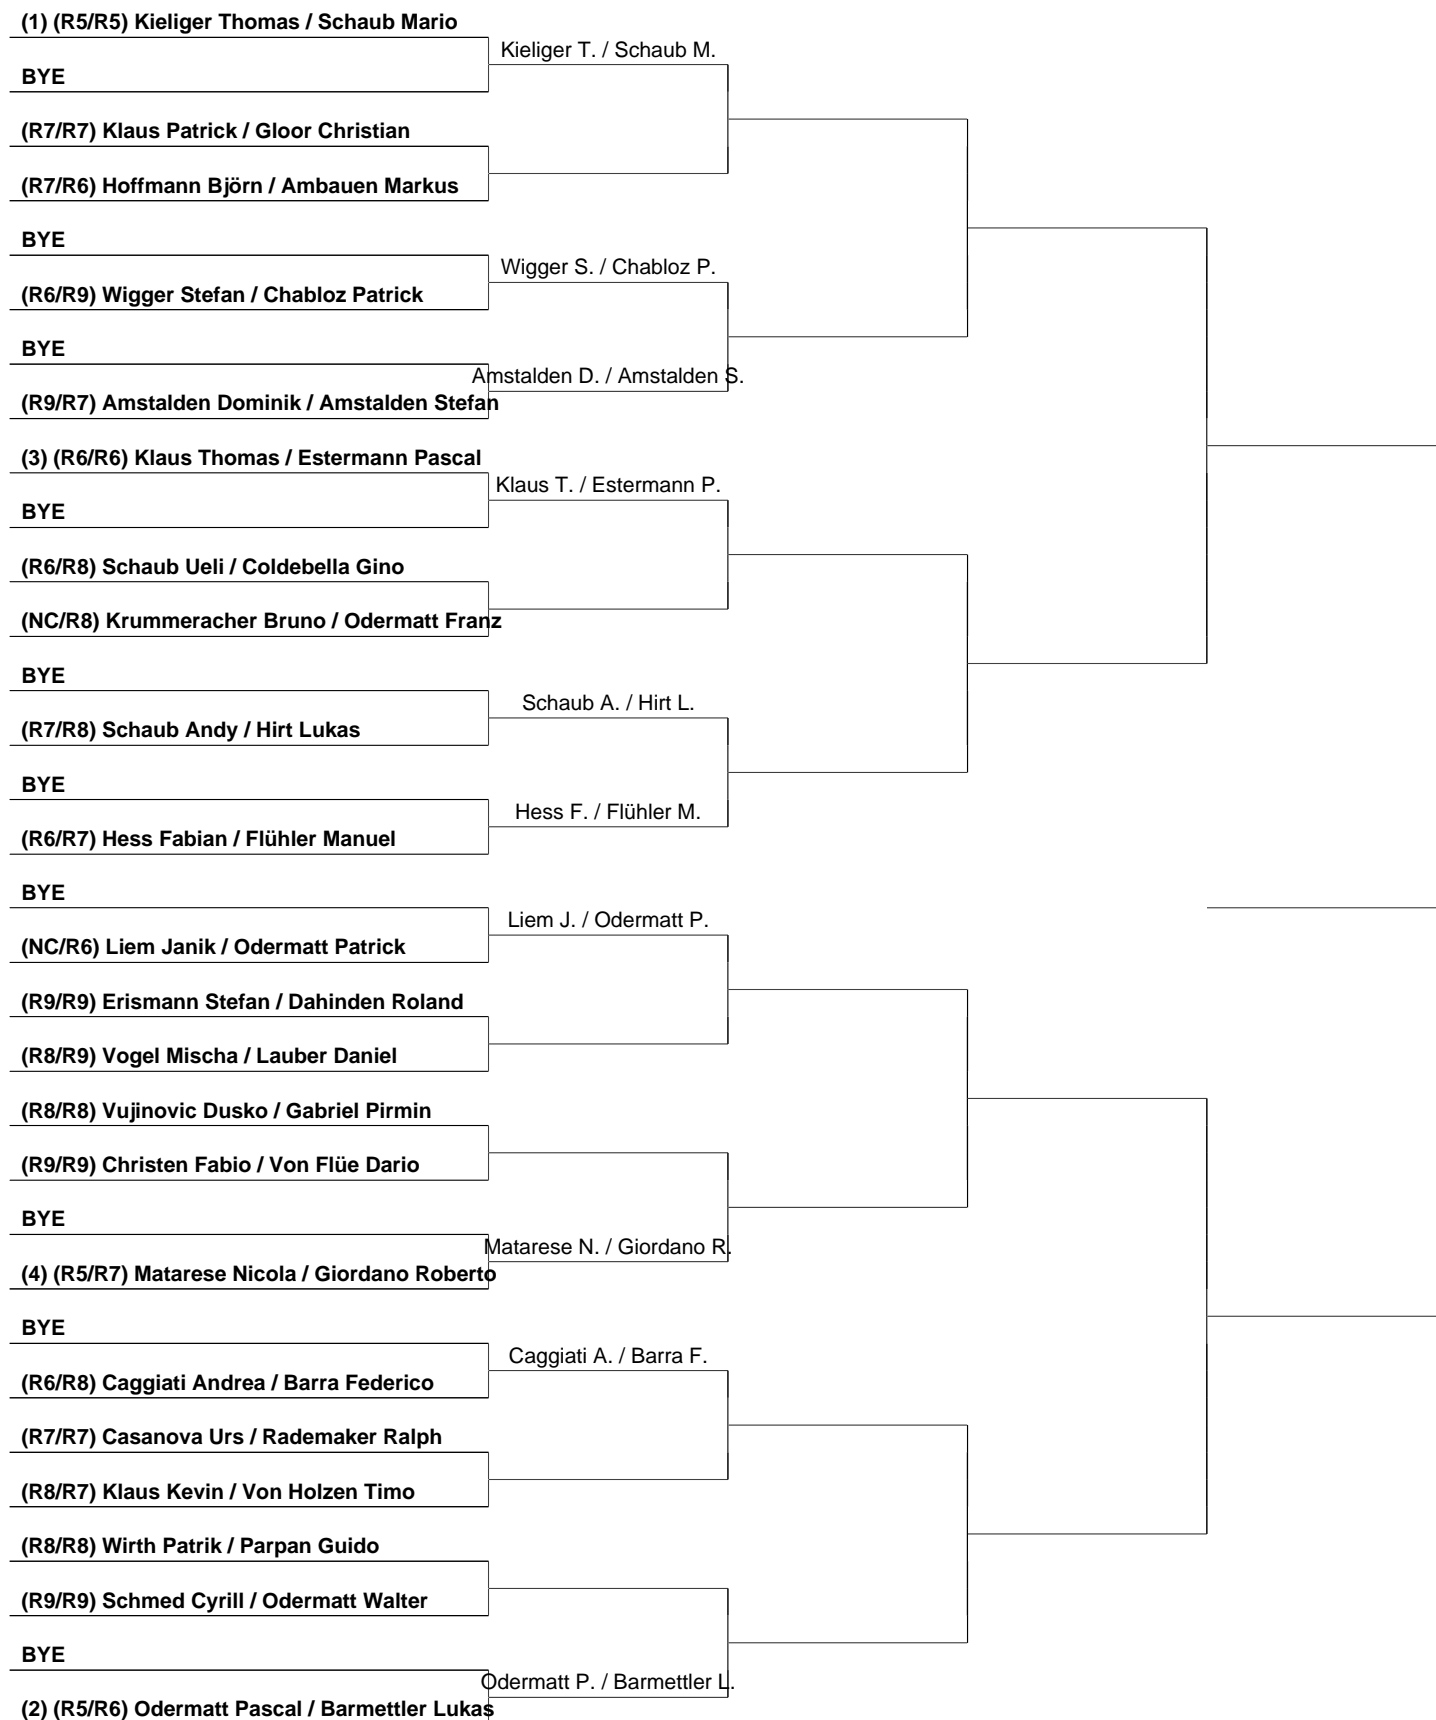 (1) (R5/R5) Kieliger Thomas / Schaub Mario
Kieliger T. / Schaub M.
BYE
(R7/R7) Klaus Patrick / Gloor Christian
(R7/R6) Hoffmann Björn / Ambauen Markus
BYE
Wigger S. / Chabloz P.
(R6/R9) Wigger Stefan / Chabloz Patrick
BYE
Amstalden D. / Amstalden S.
(R9/R7) Amstalden Dominik / Amstalden Stefan
(3) (R6/R6) Klaus Thomas / Estermann Pascal
Klaus T. / Estermann P.
BYE
(R6/R8) Schaub Ueli / Coldebella Gino
(NC/R8) Krummeracher Bruno / Odermatt Franz
BYE
Schaub A. / Hirt L.
(R7/R8) Schaub Andy / Hirt Lukas
BYE
Hess F. / Flühler M.
(R6/R7) Hess Fabian / Flühler Manuel
BYE
Liem J. / Odermatt P.
(NC/R6) Liem Janik / Odermatt Patrick
(R9/R9) Erismann Stefan / Dahinden Roland
(R8/R9) Vogel Mischa / Lauber Daniel
(R8/R8) Vujinovic Dusko / Gabriel Pirmin
(R9/R9) Christen Fabio / Von Flüe Dario
BYE
Matarese N. / Giordano R.
(4) (R5/R7) Matarese Nicola / Giordano Roberto
BYE
Caggiati A. / Barra F.
(R6/R8) Caggiati Andrea / Barra Federico
(R7/R7) Casanova Urs / Rademaker Ralph
(R8/R7) Klaus Kevin / Von Holzen Timo
(R8/R8) Wirth Patrik / Parpan Guido
(R9/R9) Schmed Cyrill / Odermatt Walter
BYE
Odermatt P. / Barmettler L.
(2) (R5/R6) Odermatt Pascal / Barmettler Lukas